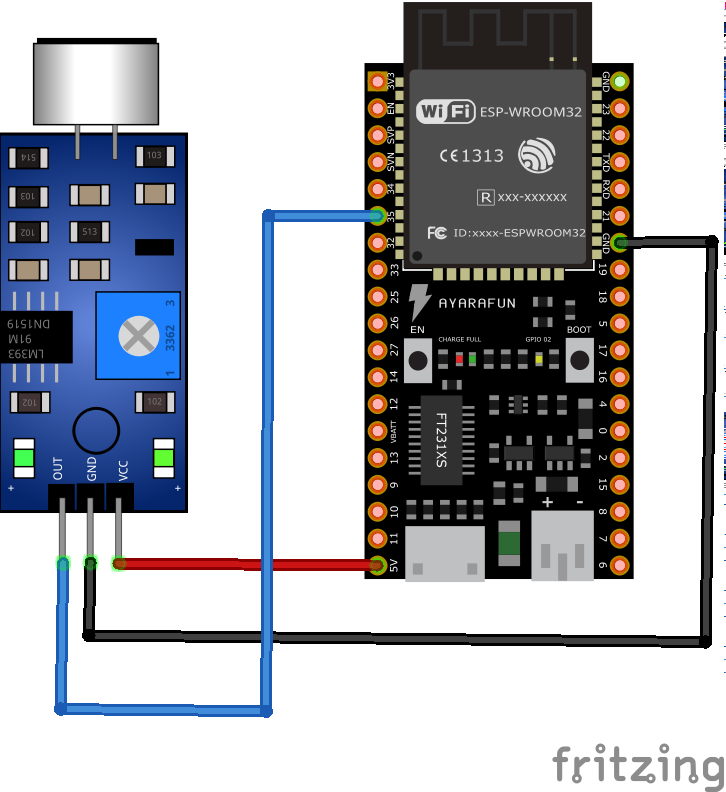 514
103
103
102
513
LM393
91M
DN1519
3
3362
1
102
102
OUT
GND
VCC
+
+
WiFi ESP-WROOM32
CE1313
R xxx-xxxxxx
FC ID:xxxx-ESPWROOM32
3V3
EN
SVP
SVN
34
35
32
33
25
26
27
14
12
VBATT
13
9
10
11
5V
GND
23
22
TXD
RXD
21
GND
19
18
5
17
16
4
0
2
15
8
7
6
AYARAFUN
EN
CHARGE FULL
GPIO 02
BOOT
FT231XS
+ -
fritzing